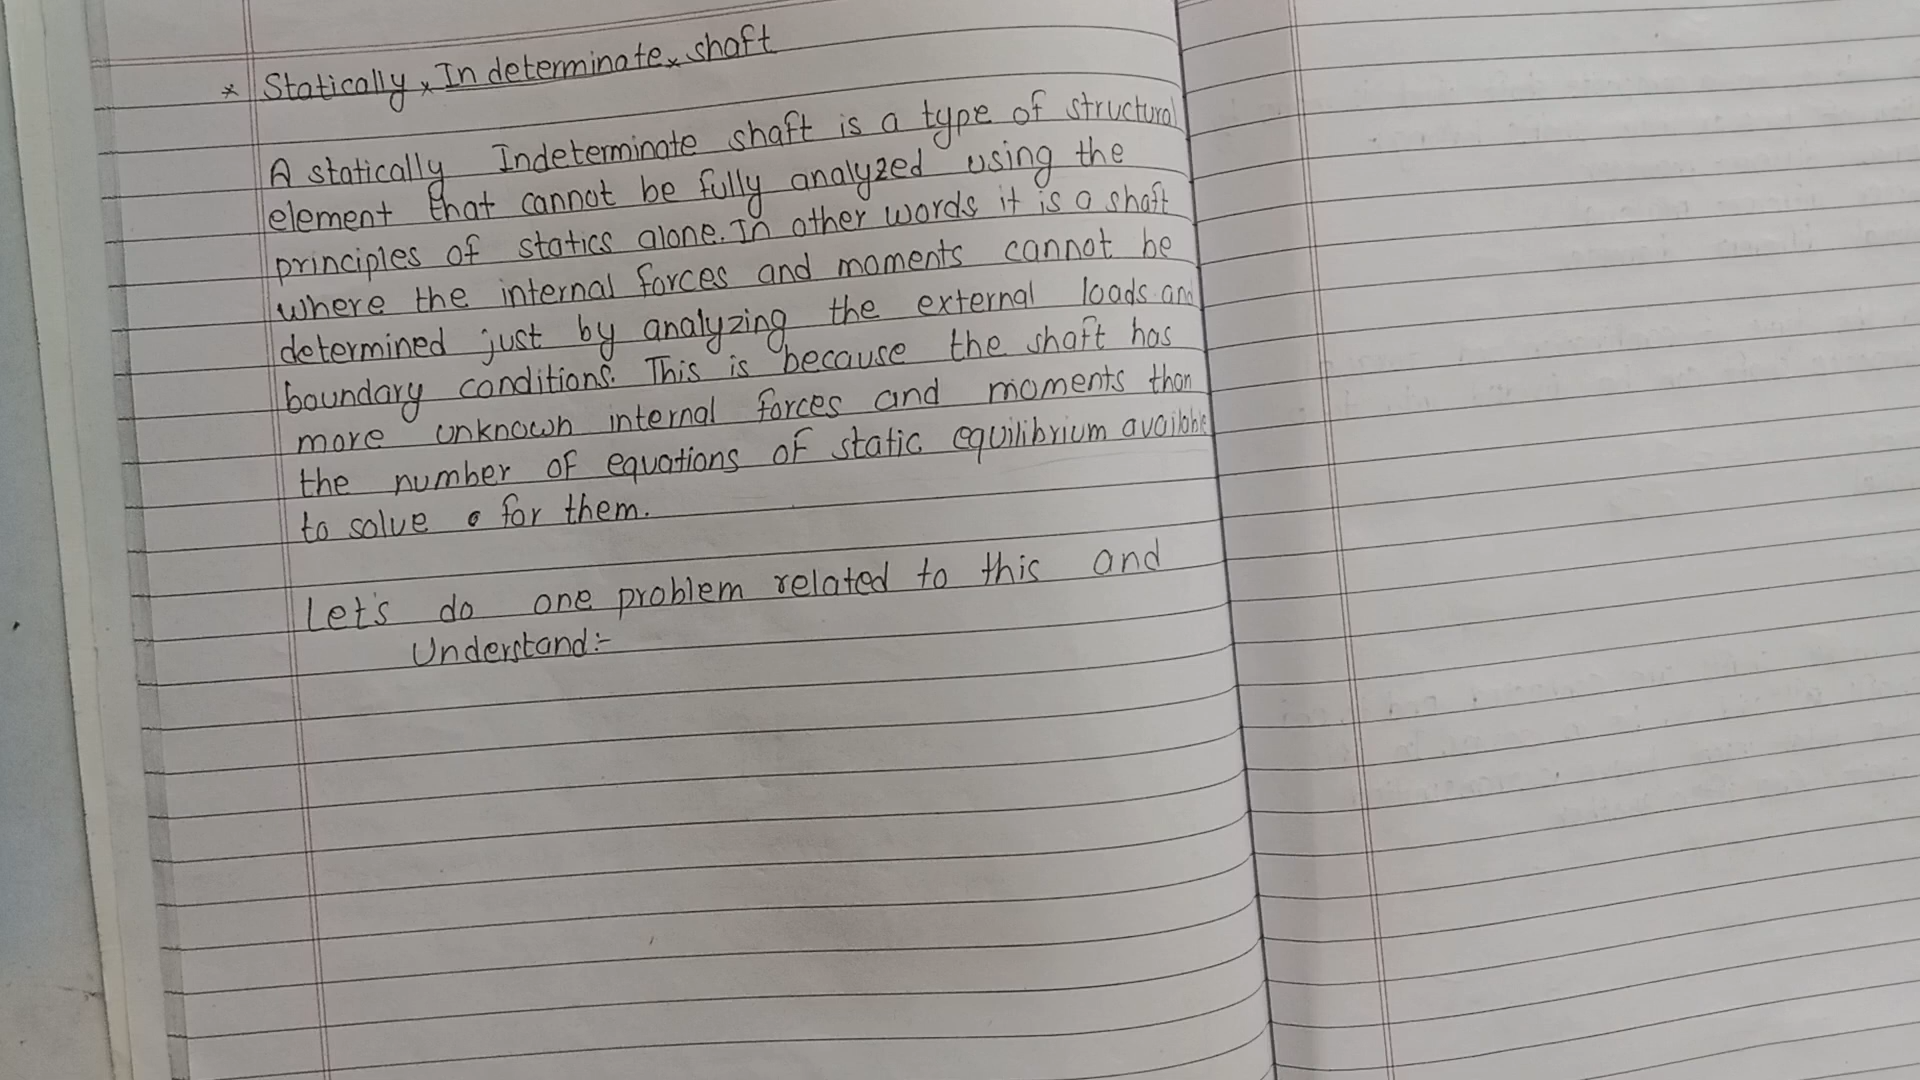 * Statically x Indeterminate x shaft
A statically Indeterminate shaft is a type of structural
element that cannot be fully analyzed using the
principles of statics alone. In other words it is a shaft
where the internal forces and moments cannot be
determined just by analyzing the external loads and
boundary conditions. This is because the shaft has
more unknown internal forces and moments than
the number of equations of static equilibrium available
to solve for them.
Let's do one problem related to this and
Understand:-